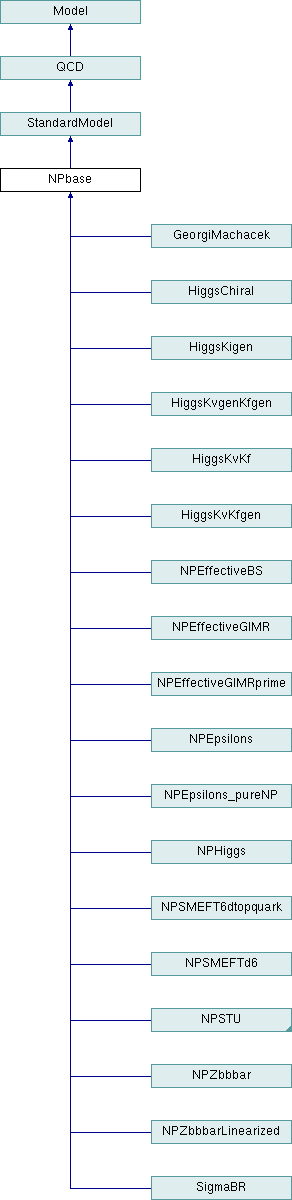 Model
QCD
StandardModel
NPbase
GeorgiMachacek
HiggsChiral
HiggsKigen
HiggsKvgenKfgen
HiggsKvKf
HiggsKvKfgen
NPEffectiveBS
NPEffectiveGIMR
NPEffectiveGIMRprime
NPEpsilons
NPEpsilons_pureNP
NPHiggs
NPSMEFT6dtopquark
NPSMEFTd6
NPSTU
NPZbbbar
NPZbbbarLinearized
SigmaBR